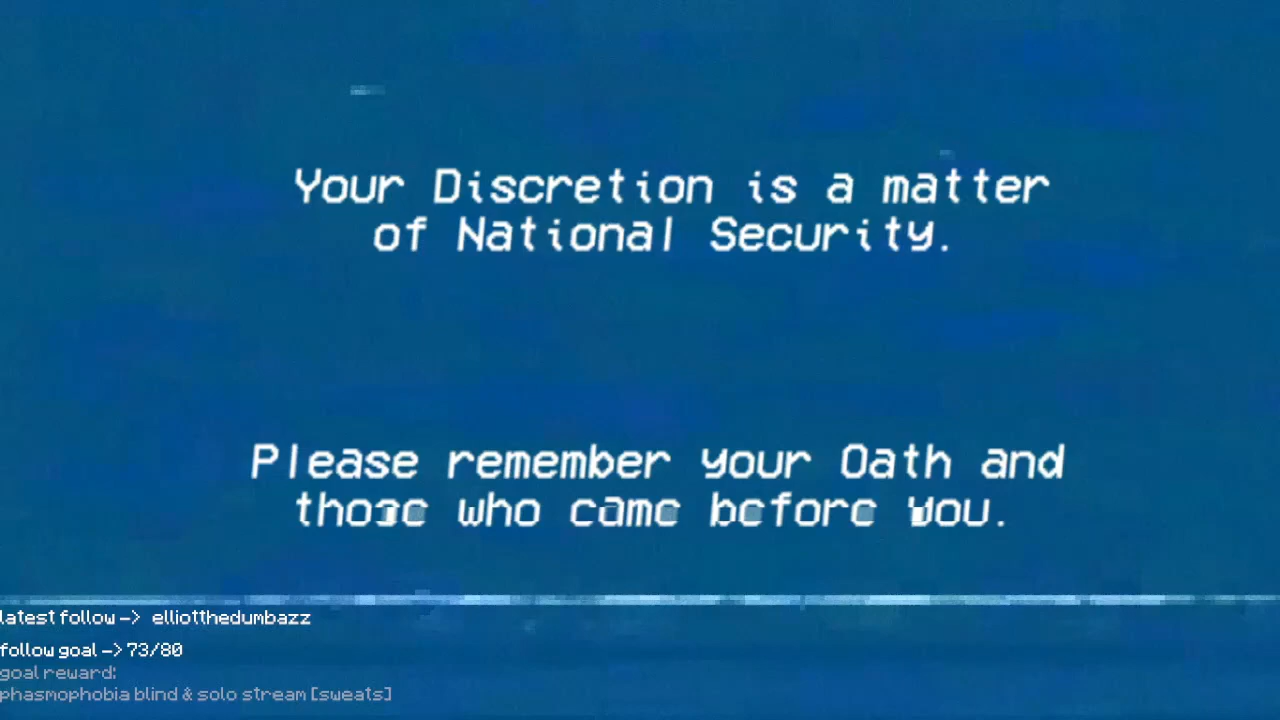 Your Discretion is a matter
of National Security.
Please remember your Oath and
those who came before you.
latest follow -> elliotthedumbazz
follow goal -> 73/80
goal reward:
phasmophobia blind & solo stream [sweats]